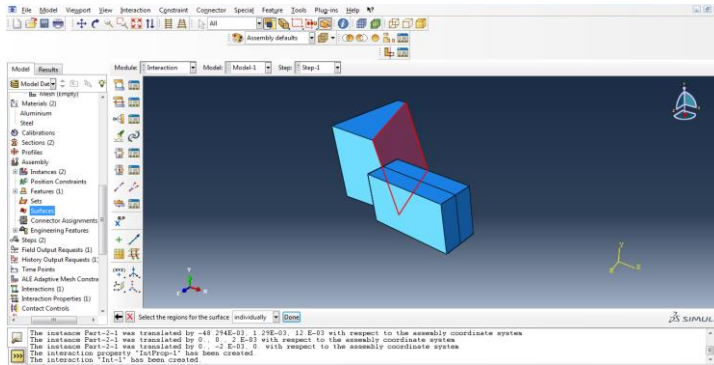 File Model Viewport View Interaction Constraint Connector Special Feature Tools Plug-ins Help
All
Assembly defaults
Model Results
Module: Interaction Model: Model-1 Step: Step-1
Model Dat
Mesh (Empty)
Materials (2)
Aluminium
Steel
Calibrations
Sections (2)
Profiles
Assembly
Instances (2)
Position Constraints
Features (1)
Sets
Surfaces
Connector Assignments
Engineering Features
Steps (2)
Field Output Requests (1)
History Output Requests (1)
Time Points
ALE Adaptive Mesh Constra
Interactions (1)
Interaction Properties (1)
Contact Controls
Select the regions for the surface individually Done
SIMUL
The instance Part-2-1 was translated by -48.294E-03, 1.29E-03, 12.E-03 with respect to the assembly coordinate system
The instance Part-2-1 was translated by 0., 0., 2.E-03 with respect to the assembly coordinate system
The instance Part-2-1 was translated by 0., -2.E-03, 0. with respect to the assembly coordinate system
The interaction property "IntProp-1" has been created.
The interaction "Int-1" has been created.